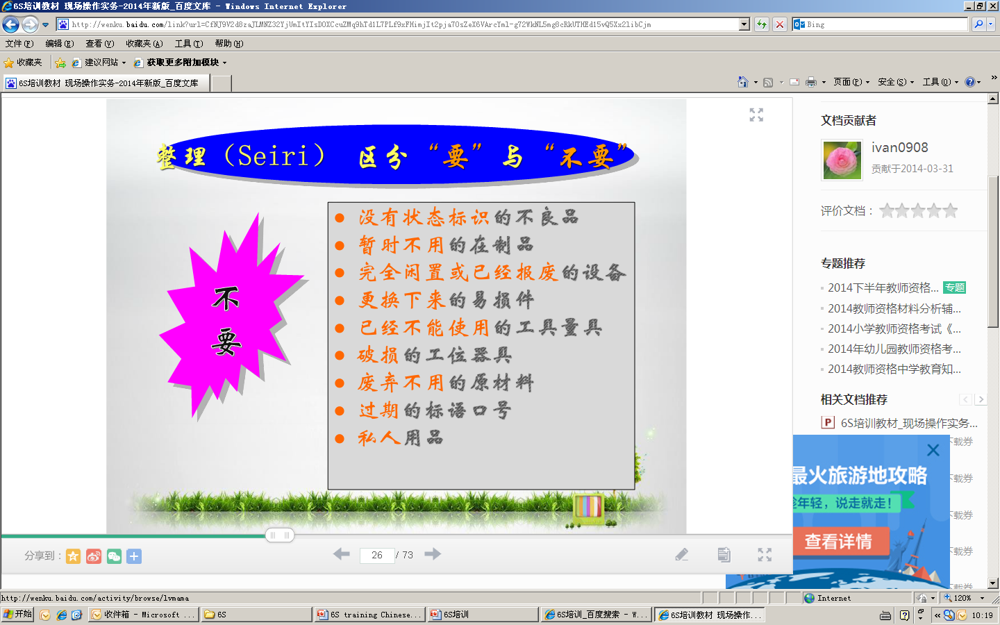 6S培训教材 现场操作实务-2014年新版_百度文库 - Windows Internet Explorer
Bing
文件(F) 编辑(E) 查看(V) 收藏夹(A) 工具(T) 帮助(H)
收藏夹 建议网站 获取更多附加模块
6S培训教材 现场操作实务-2014年新版_百度文库
页面(P) 安全(S) 工具(O)
整理（Seiri） 区分“要”与“不要”
不
要
没有状态标识的不良品
暂时不用的在制品
完全闲置或已经报废的设备
更换下来的易损件
已经不能使用的工具量具
破损的工位器具
废弃不用的原材料
过期的标语口号
私人用品
分享到：
26 / 73
文档贡献者
ivan0908
贡献于2014-03-31
评价文档：
专题推荐
2014下半年教师资格... 专题
2014教师资格材料分析辅...
2014小学教师资格考试《...
2014年幼儿园教师资格考...
2014教师资格中学教育知...
相关文档推荐
P 6S培训教材_现场操作实务...
下载券
下载券
下载券
下载券
最火旅游地攻略
趁年轻，说走就走！
查看详情
http://wenku.baidu.com/activity/browse/lvmama
Internet
120%
开始
收件箱 - Microsoft ...
6S
6S training Chinese...
6S培训
6S培训_百度搜索 - W...
6S培训教材 现场操作...
10:19